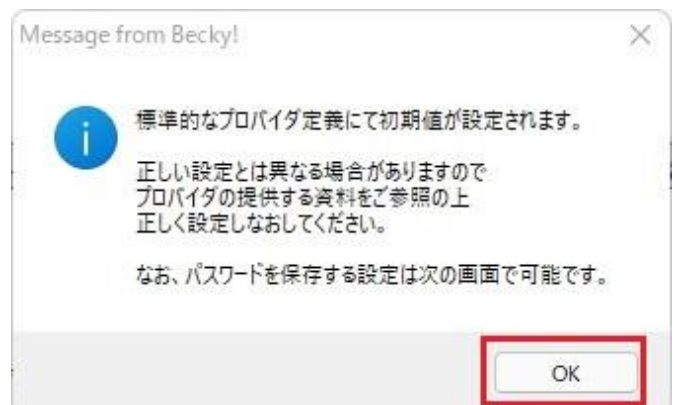 Message from Becky!
標準的なプロバイダ定義にて初期値が設定されます。
正しい設定とは異なる場合がありますので
プロバイダの提供する資料をご参照の上
正しく設定しなおしてください。
なお、パスワードを保存する設定は次の画面で可能です。
OK